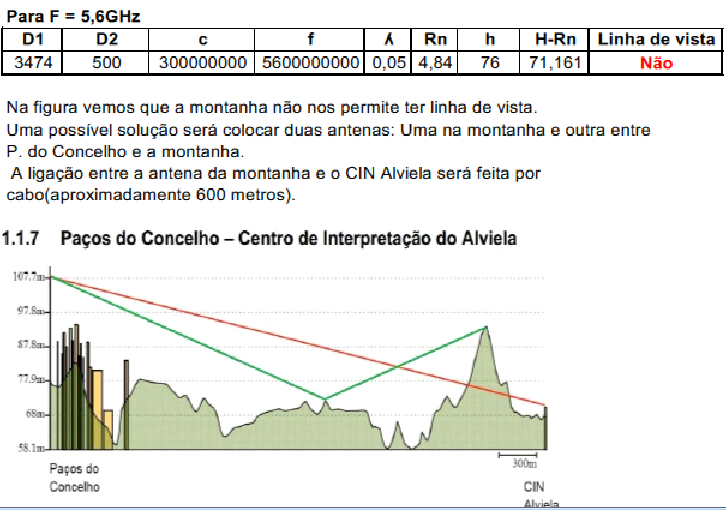 Para F = 5,6GHz
D1 D2 c f ʎ Rn h H-Rn Linha de vista
3474 500 300000000 5600000000 0,05 4,84 76 71,161 Não
Na figura vemos que a montanha não nos permite ter linha de vista.
Uma possível solução será colocar duas antenas: Uma na montanha e outra entre
P. do Concelho e a montanha.
A ligação entre a antena da montanha e o CIN Alviela será feita por
cabo(aproximadamente 600 metros).
1.1.7 Paços do Concelho – Centro de Interpretação do Alviela
107.7m
97.8m
87.8m
77.9m
68m
58.1m
300m
Paços do
Concelho
CIN
Alviela